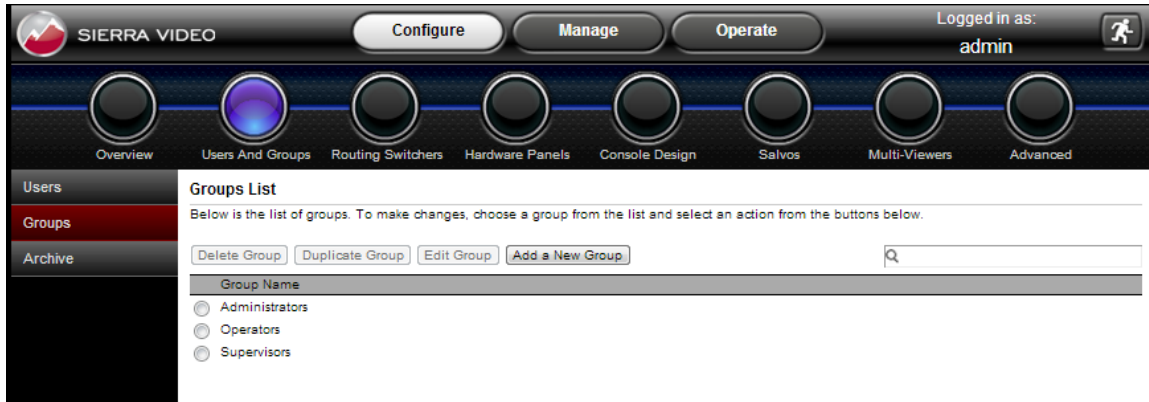 SIERRA VIDEO
Configure
Manage
Operate
Logged in as:
admin
Overview
Users And Groups
Routing Switchers
Hardware Panels
Console Design
Salvos
Multi-Viewers
Advanced
Users
Groups
Archive
Groups List
Below is the list of groups. To make changes, choose a group from the list and select an action from the buttons below.
Delete Group
Duplicate Group
Edit Group
Add a New Group
Group Name
Administrators
Operators
Supervisors